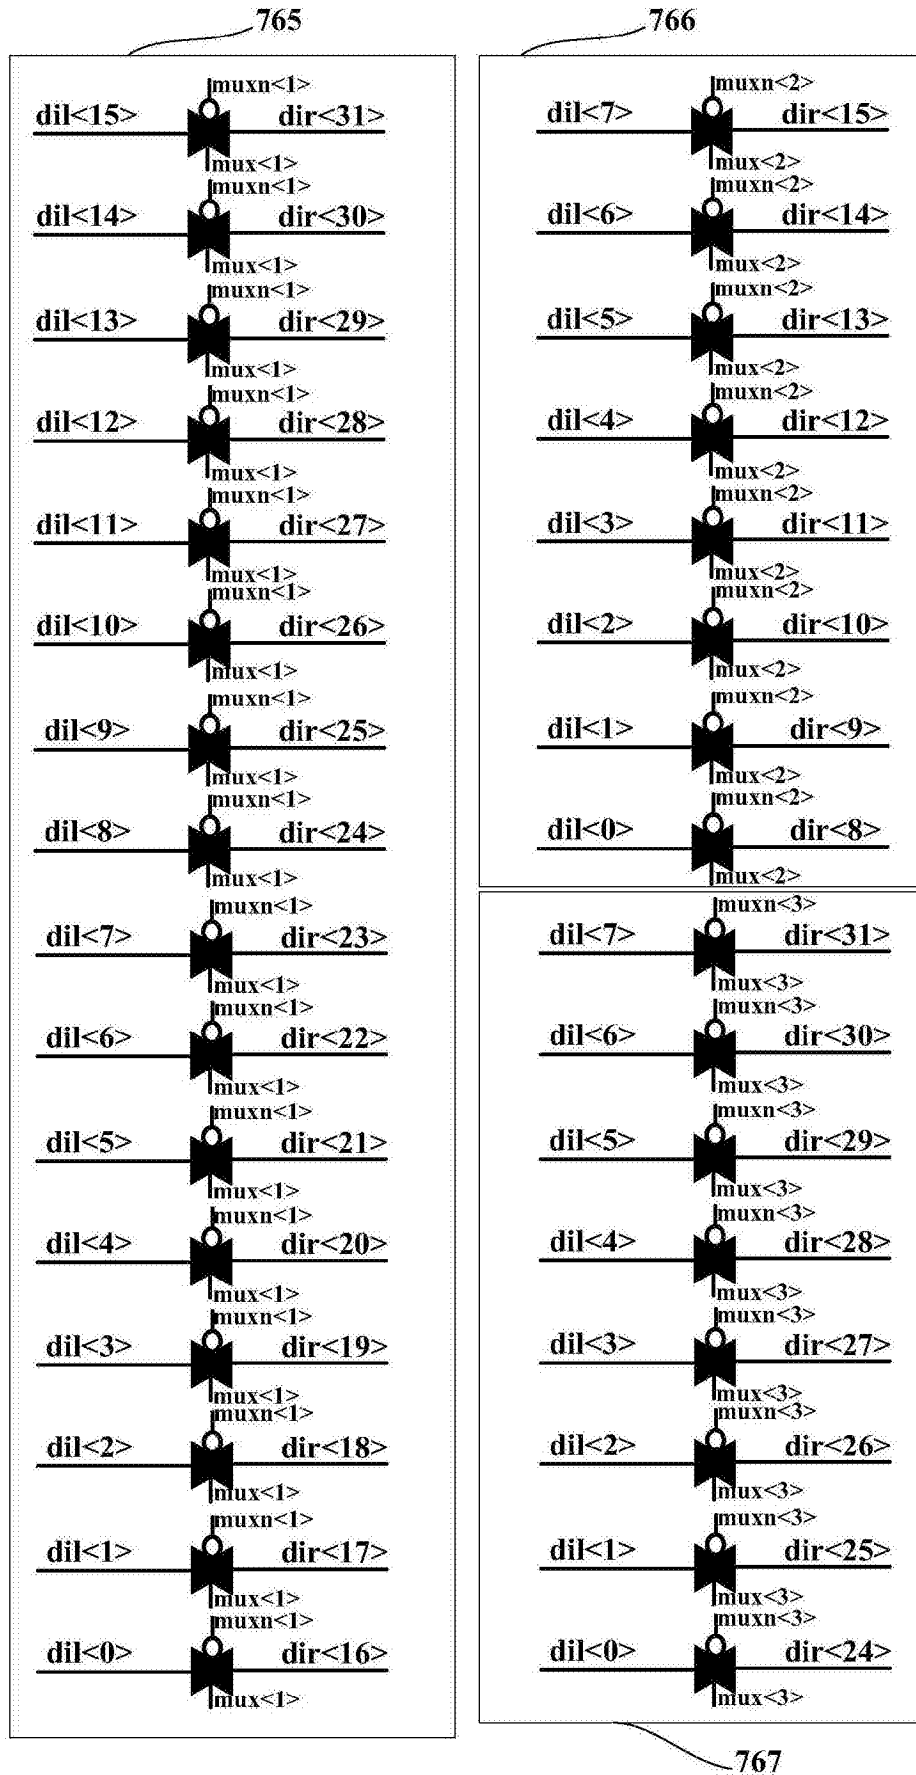 765
muxn<1>
dil<15> dir<31>
mux<1>
muxn<1>
dil<14> dir<30>
mux<1>
muxn<1>
dil<13> dir<29>
mux<1>
muxn<1>
dil<12> dir<28>
mux<1>
muxn<1>
dil<11> dir<27>
mux<1>
muxn<1>
dil<10> dir<26>
mux<1>
muxn<1>
dil<9> dir<25>
mux<1>
muxn<1>
dil<8> dir<24>
mux<1>
muxn<1>
dil<7> dir<23>
mux<1>
muxn<1>
dil<6> dir<22>
mux<1>
muxn<1>
dil<5> dir<21>
mux<1>
muxn<1>
dil<4> dir<20>
mux<1>
muxn<1>
dil<3> dir<19>
mux<1>
muxn<1>
dil<2> dir<18>
mux<1>
muxn<1>
dil<1> dir<17>
mux<1>
muxn<1>
dil<0> dir<16>
mux<1>
766
muxn<2>
dil<7> dir<15>
mux<2>
muxn<2>
dil<6> dir<14>
mux<2>
muxn<2>
dil<5> dir<13>
mux<2>
muxn<2>
dil<4> dir<12>
mux<2>
muxn<2>
dil<3> dir<11>
mux<2>
muxn<2>
dil<2> dir<10>
mux<2>
muxn<2>
dil<1> dir<9>
mux<2>
muxn<2>
dil<0> dir<8>
mux<2>
muxn<3>
dil<7> dir<31>
mux<3>
muxn<3>
dil<6> dir<30>
mux<3>
muxn<3>
dil<5> dir<29>
mux<3>
muxn<3>
dil<4> dir<28>
mux<3>
muxn<3>
dil<3> dir<27>
mux<3>
muxn<3>
dil<2> dir<26>
mux<3>
muxn<3>
dil<1> dir<25>
mux<3>
muxn<3>
dil<0> dir<24>
mux<3>
767